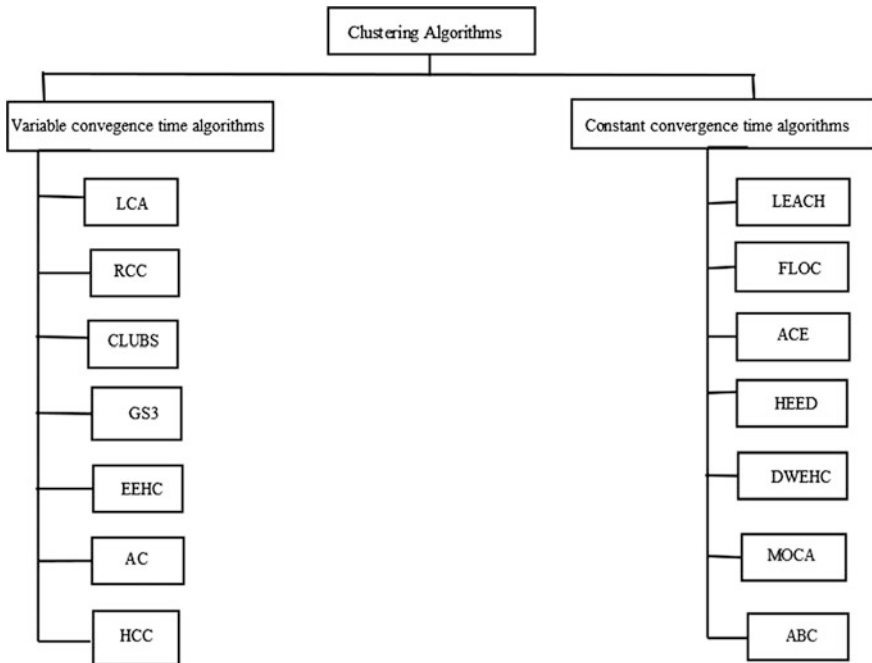 Clustering Algorithms
Variable convegence time algorithms
LCA
RCC
CLUBS
GS3
EEHC
AC
HCC
Constant convergence time algorithms
LEACH
FLOC
ACE
HEED
DWEHC
MOCA
ABC